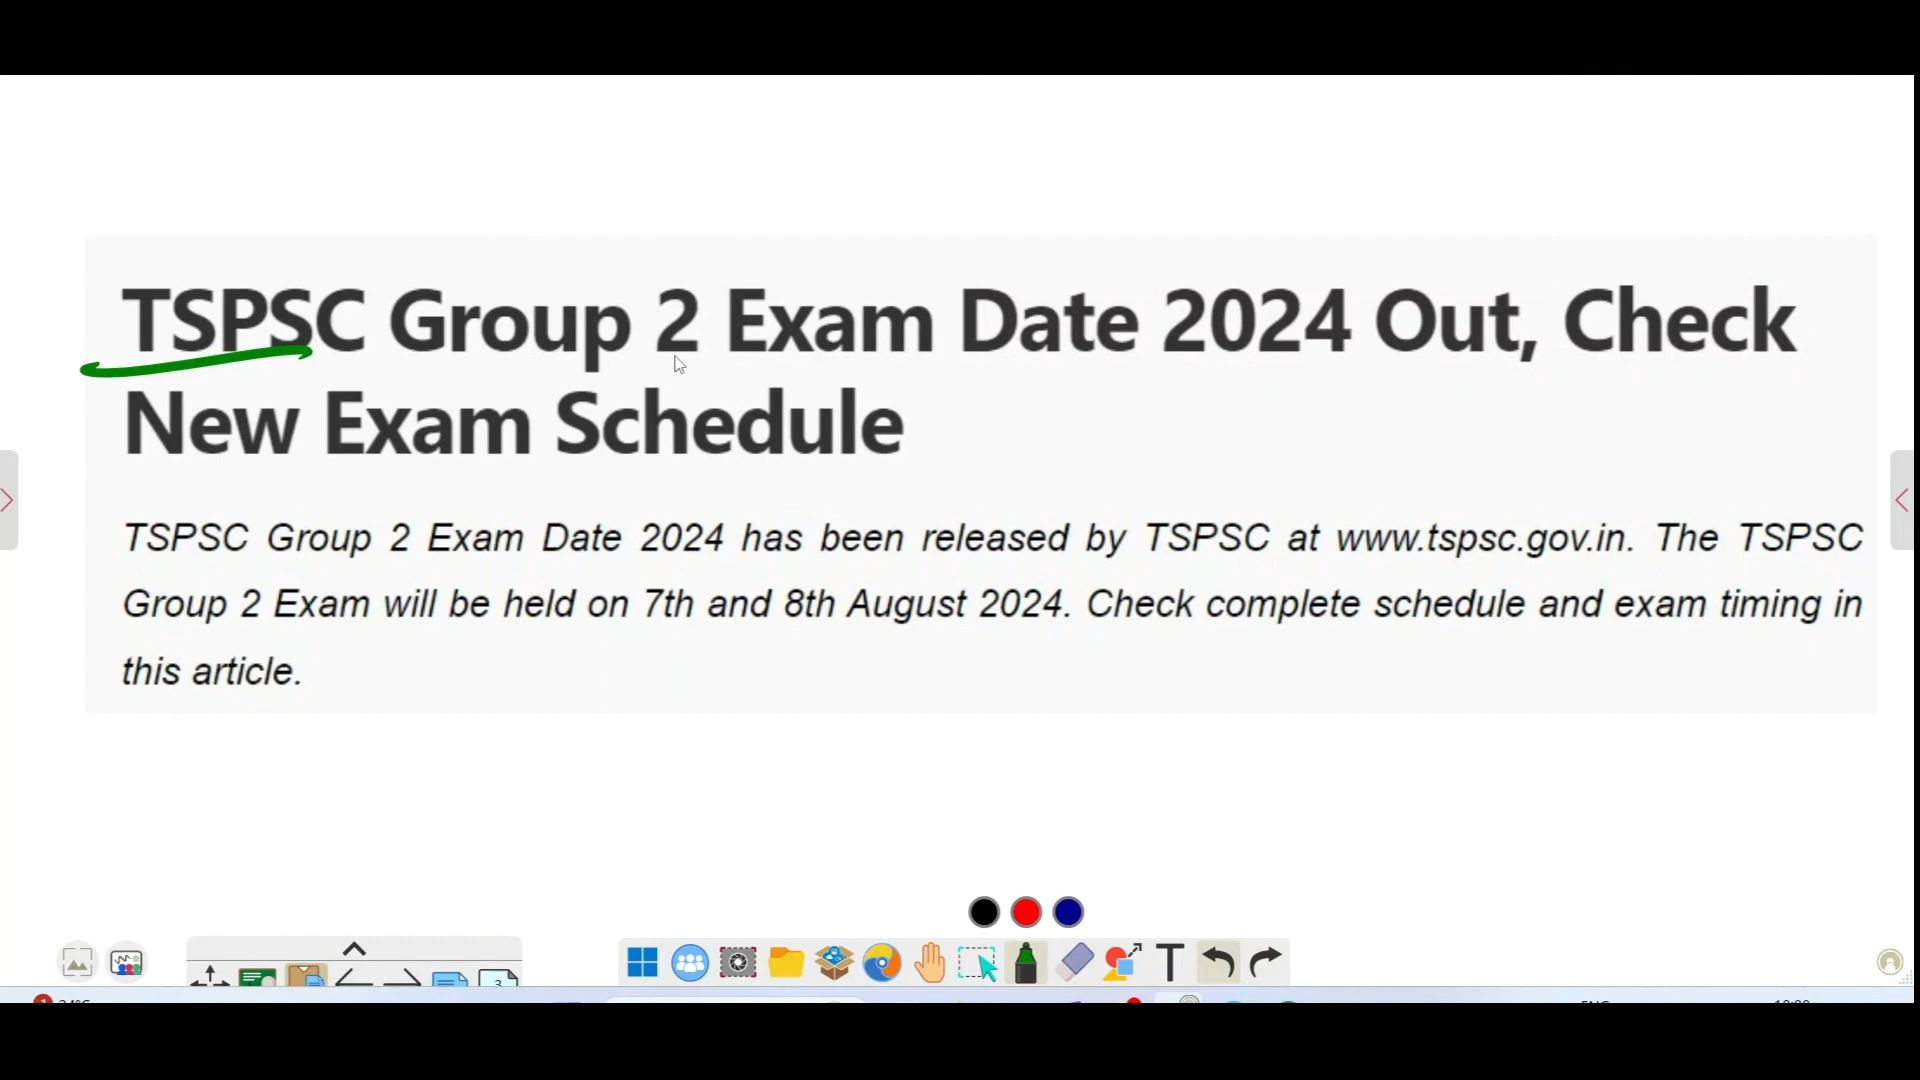 TSPSC Group 2 Exam Date 2024 Out, Check
New Exam Schedule
TSPSC Group 2 Exam Date 2024 has been released by TSPSC at www.tspsc.gov.in. The TSPSC
Group 2 Exam will be held on 7th and 8th August 2024. Check complete schedule and exam timing in
this article.
3
T